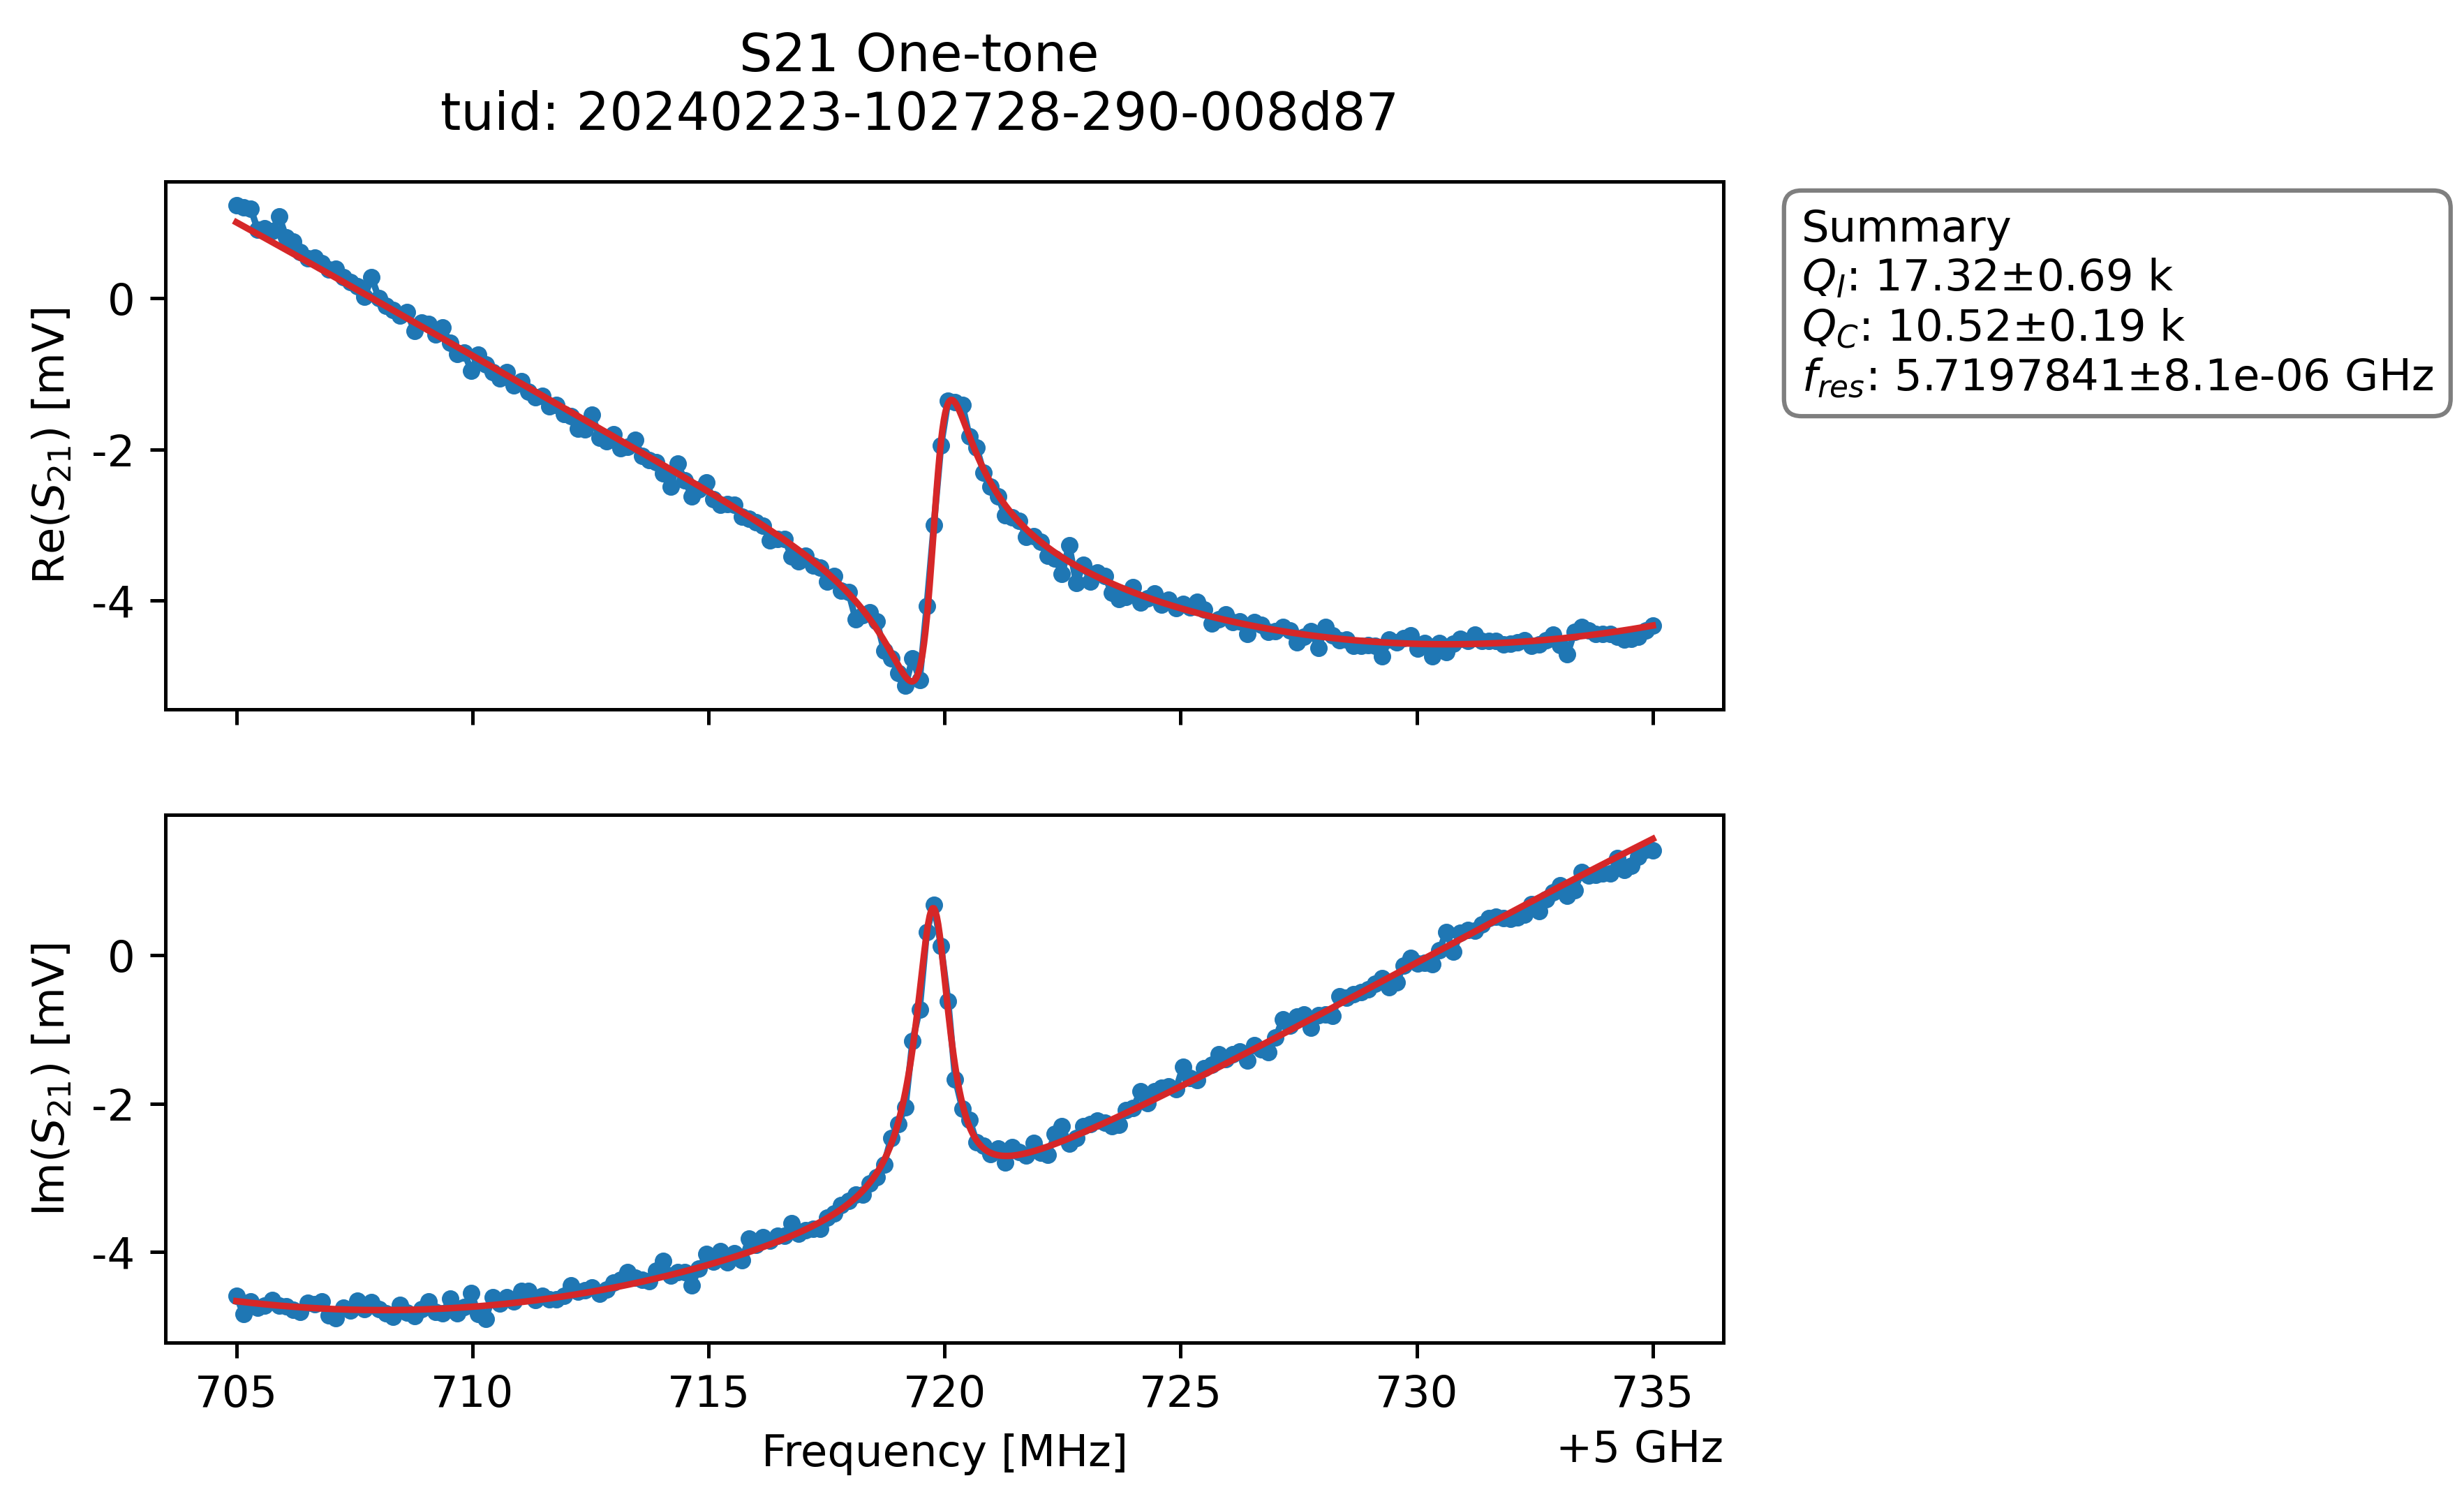 S21 One-tone
tuid: 20240223-102728-290-008d87
Re(S21) [mV]
0
-2
-4
Summary
QI: 17.32±0.69 k
QC: 10.52±0.19 k
fres: 5.7197841±8.1e-06 GHz
Im(S21) [mV]
0
-2
-4
705 710 715 720 725 730 735
Frequency [MHz]
+5 GHz